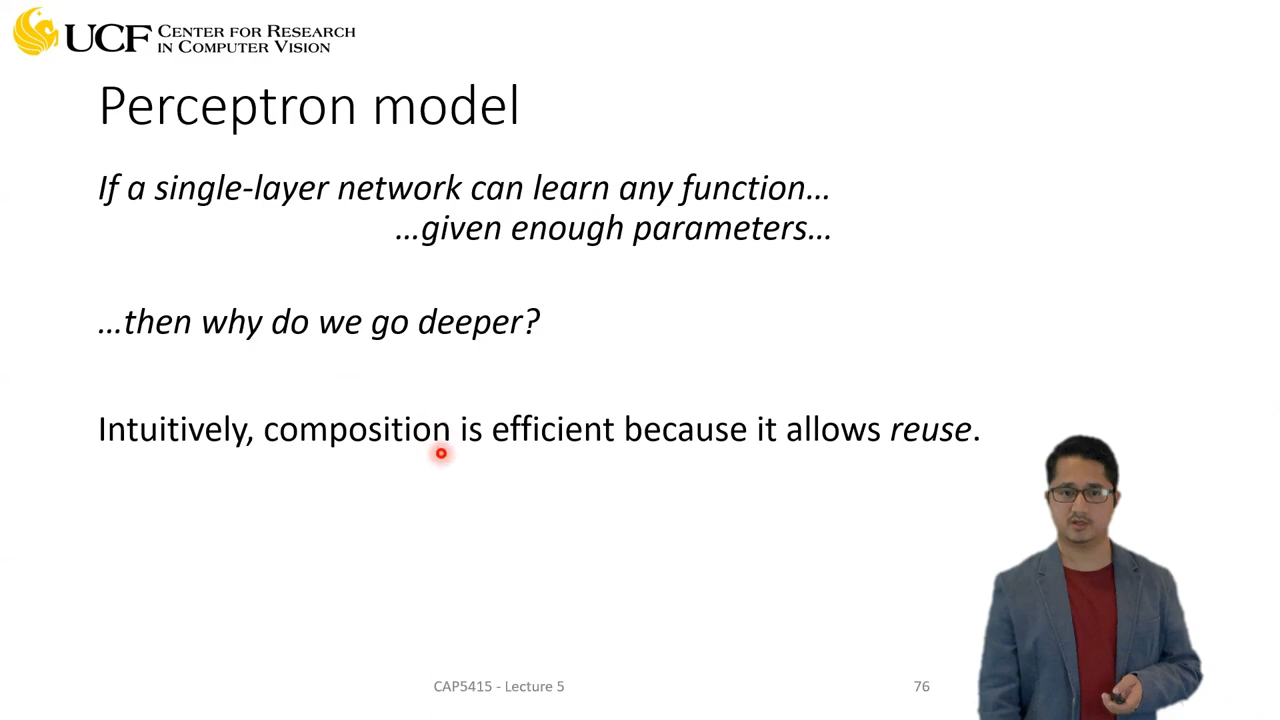 UCF CENTER FOR RESEARCH
IN COMPUTER VISION
Perceptron model
If a single-layer network can learn any function…
…given enough parameters…
…then why do we go deeper?
Intuitively, composition is efficient because it allows reuse.
CAP5415 - Lecture 5
76